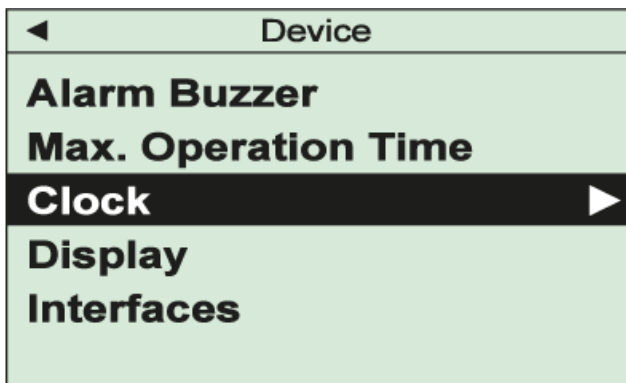 Device
Alarm Buzzer
Max. Operation Time
Clock
Display
Interfaces